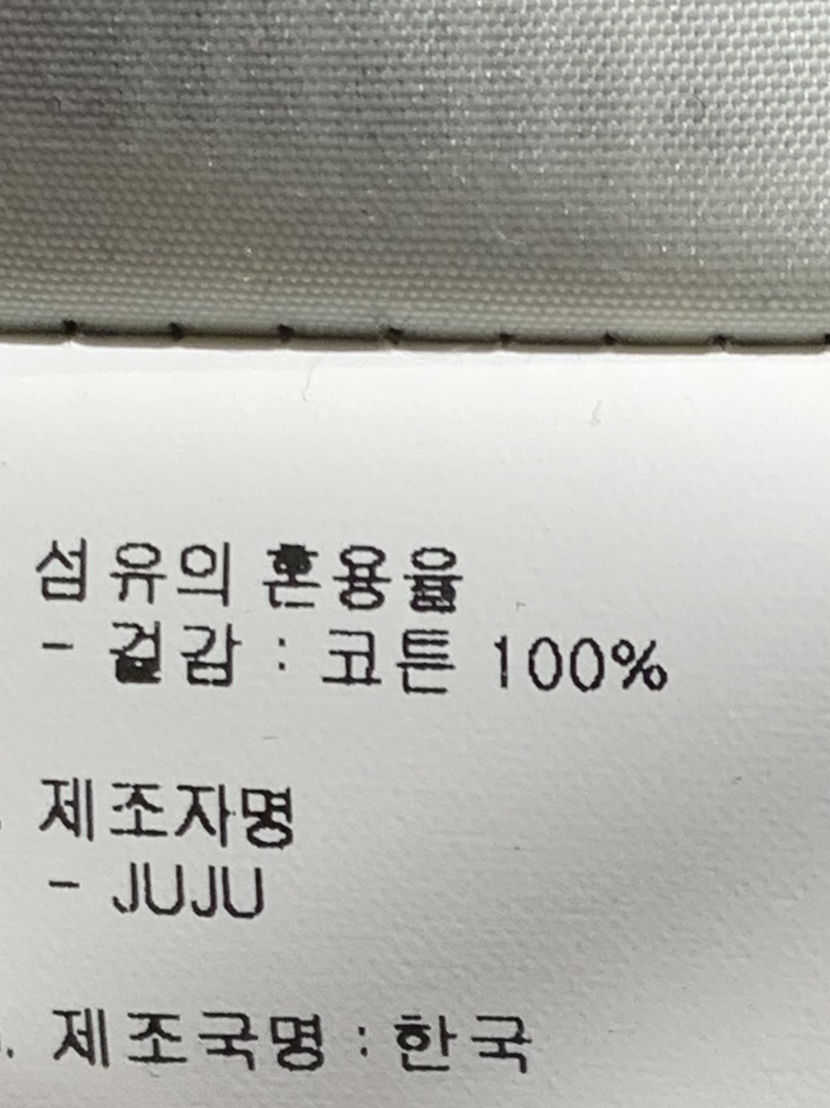 섬유의 혼용율
- 겉감 : 코튼 100%
. 제조자명
- JUJU
. 제조국명 : 한국